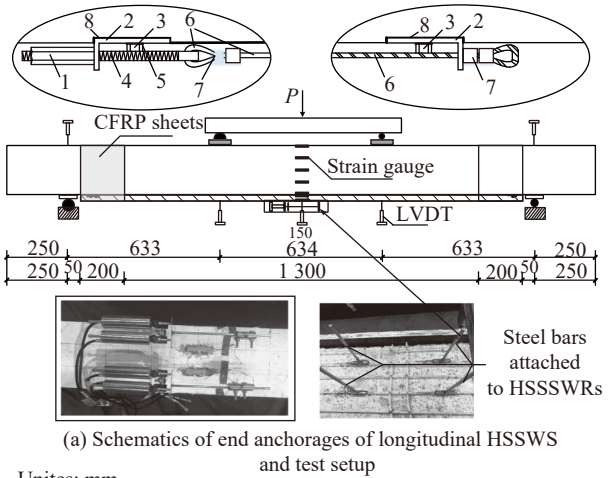 8 2 3 6
1 4 5 7
8 3 2
6 7
P
CFRP sheets
Strain gauge
LVDT
150
250 633 634 633 250
250 50 200 1 300 200 50 250
Steel bars
attached
to HSSSWRs
(a) Schematics of end anchorages of longitudinal HSSWS
and test setup
Unites: mm